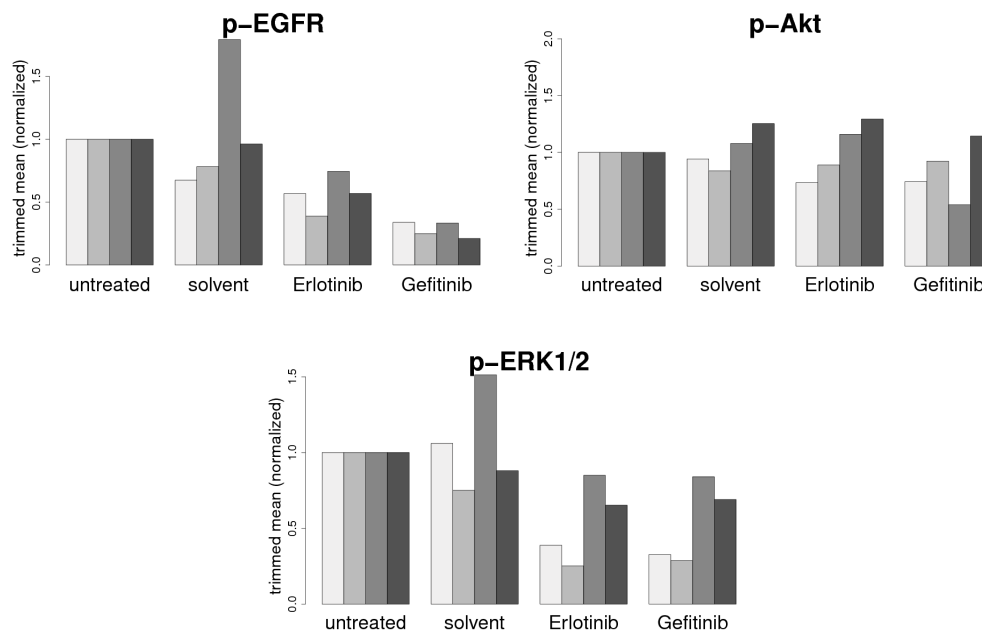 p−EGFR
trimmed mean (normalized)
0.0 0.5 1.0 1.5
untreated solvent Erlotinib Gefitinib
p−Akt
trimmed mean (normalized)
0.0 0.5 1.0 1.5 2.0
untreated solvent Erlotinib Gefitinib
p−ERK1/2
trimmed mean (normalized)
0.0 0.5 1.0 1.5
untreated solvent Erlotinib Gefitinib